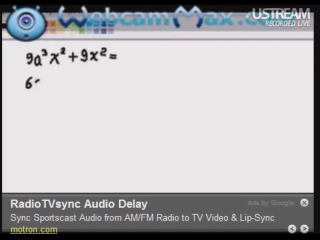 WebcamMax.com
USTREAM
RECORDED LIVE
9a³x² + 9x² =
6
RadioTVsync Audio Delay
Ads by Google
Sync Sportscast Audio from AM/FM Radio to TV Video & Lip-Sync
motron.com